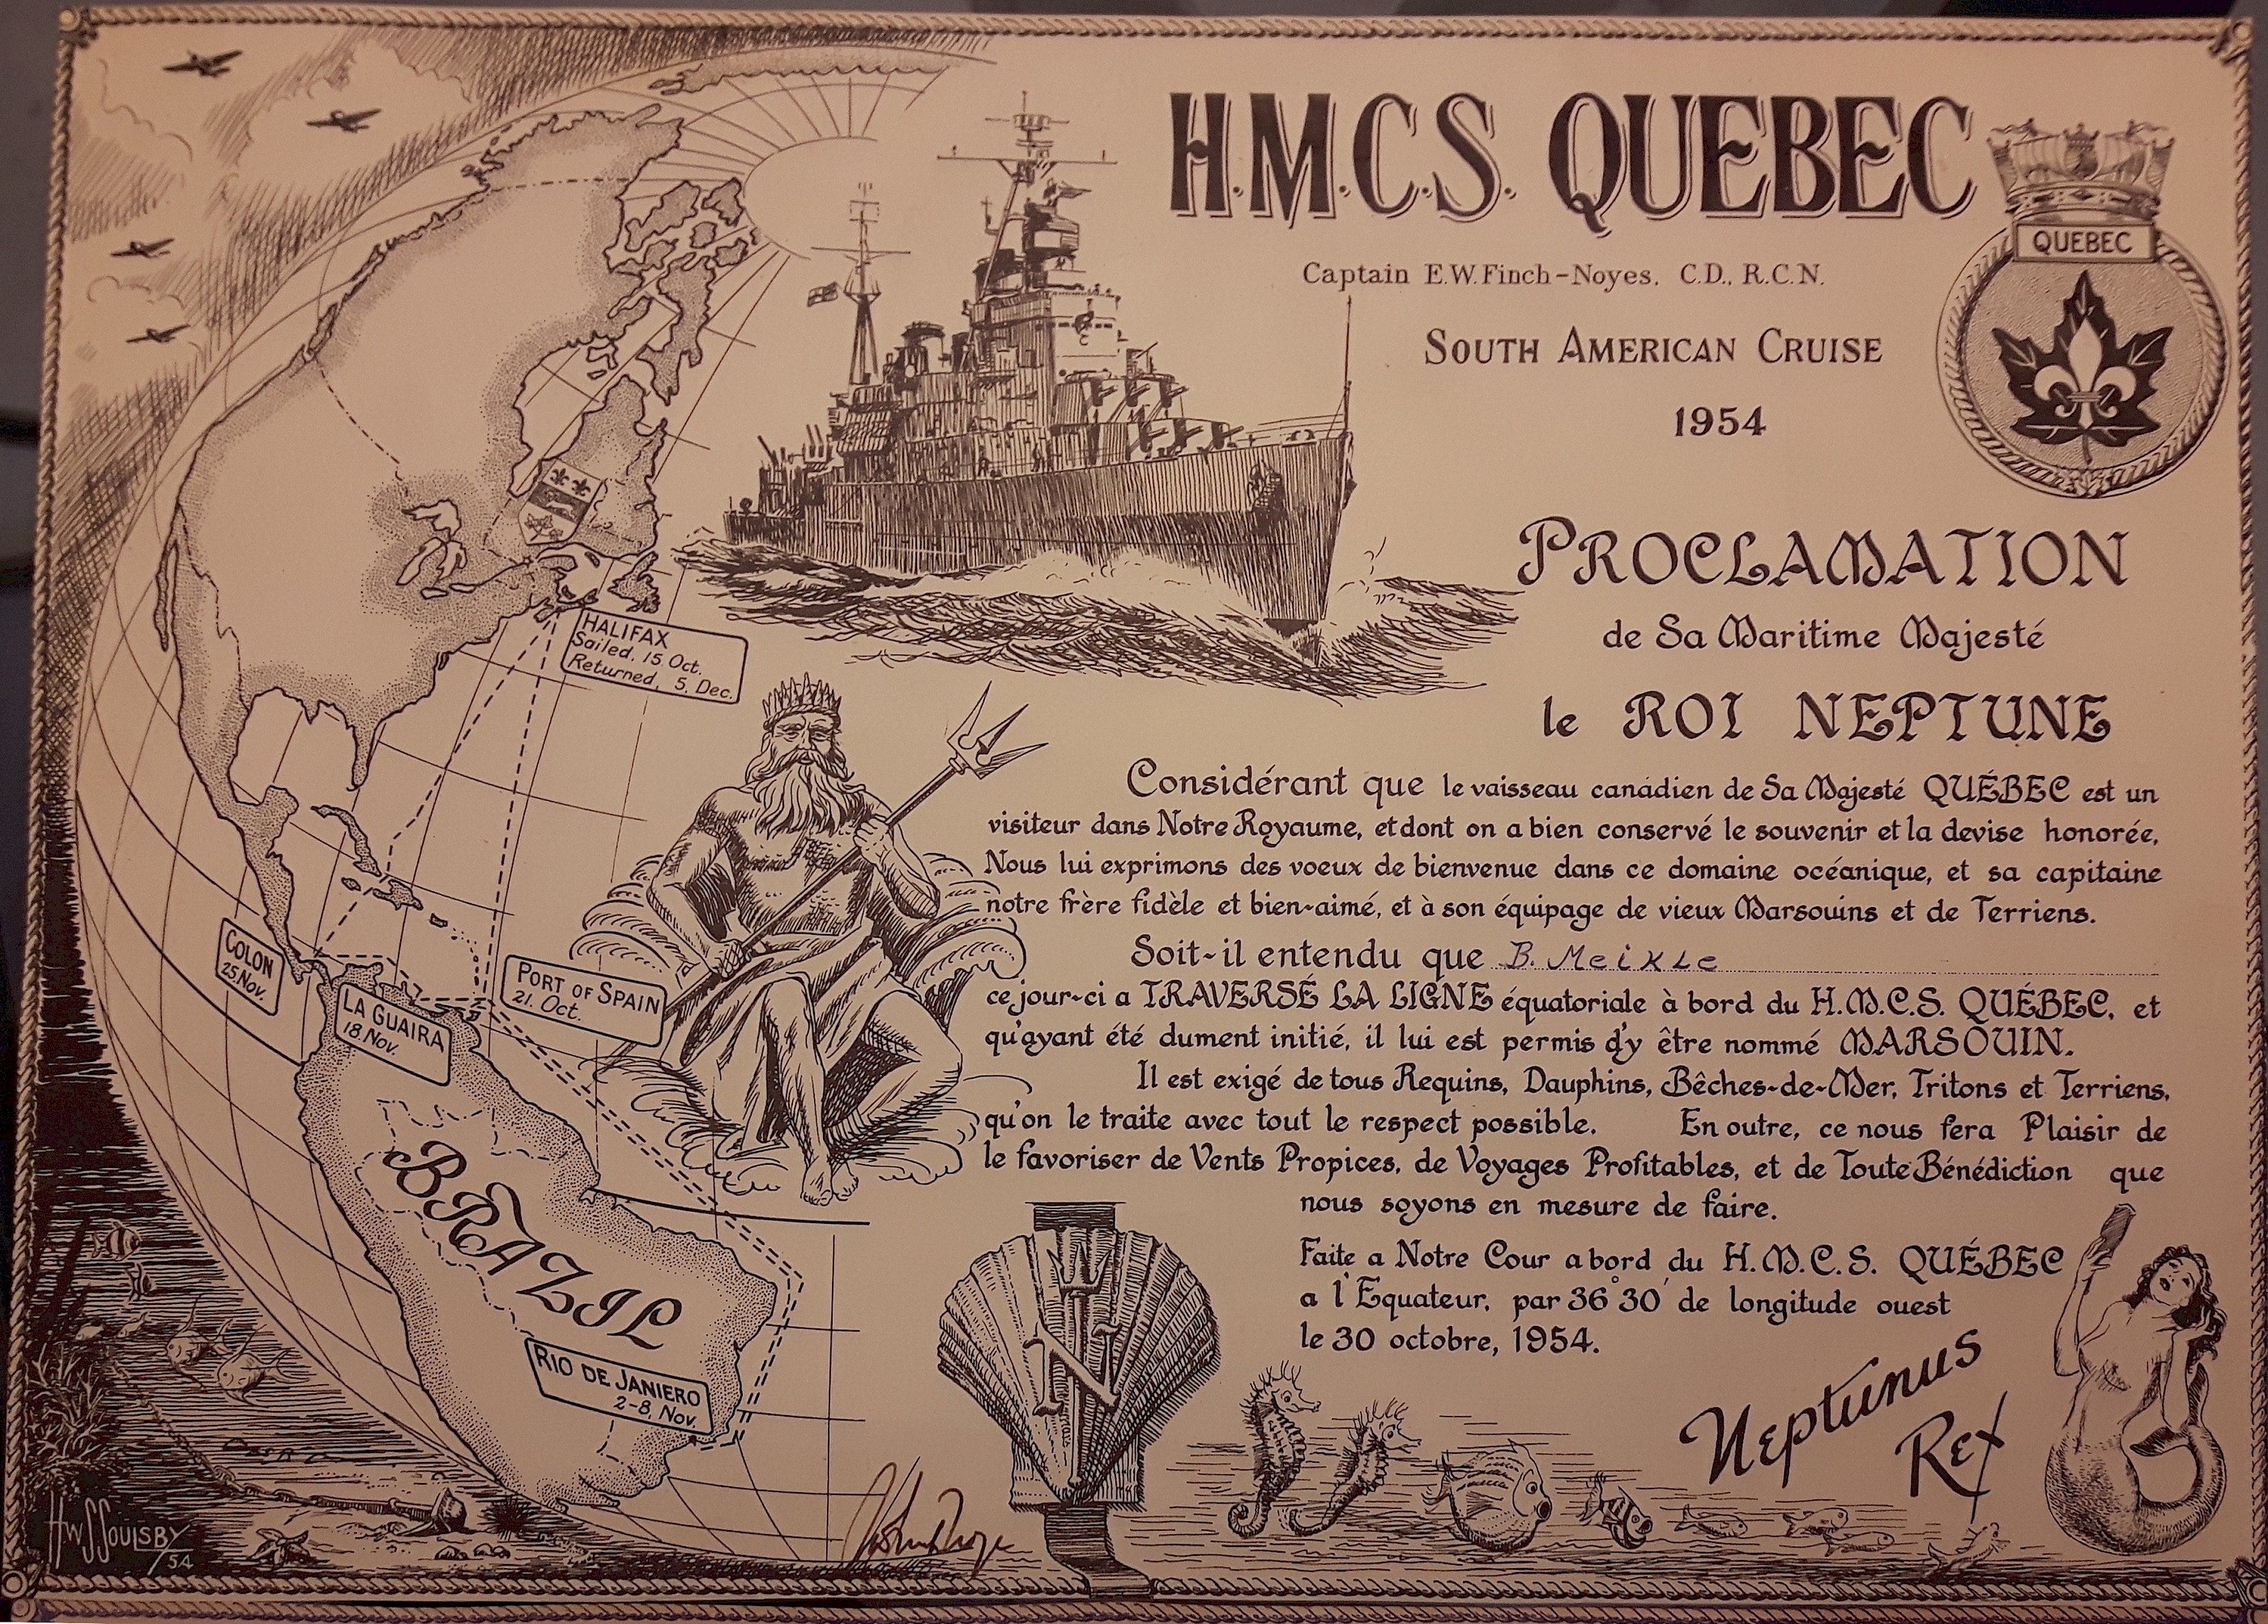 H.M.C.S. QUEBEC
QUEBEC
Captain E.W. Finch-Noyes, C.D., R.C.N.
SOUTH AMERICAN CRUISE
1954
PROCLAMATION
de Sa Maritime Majesté
le ROI NEPTUNE
Considérant que le vaisseau canadien de Sa Majesté QUÉBEC est un
visiteur dans Notre Royaume, et dont on a bien conservé le souvenir et la devise honorée,
Nous lui exprimons des voeux de bienvenue dans ce domaine océanique, et sa capitaine
notre frère fidèle et bien-aimé, et à son équipage de vieux Marsouins et de Terriens.
Soit-il entendu que B. Meikle
ce jour-ci a TRAVERSÉ LA LIGNE équatoriale à bord du H.M.C.S. QUÉBEC, et
qu'ayant été dument initié, il lui est permis d'y être nommé MARSOUIN.
Il est exigé de tous Requins, Dauphins, Bêches-de-Mer, Tritons et Terriens,
qu'on le traite avec tout le respect possible. En outre, ce nous fera Plaisir de
le favoriser de Vents Propices, de Voyages Profitables, et de Toute Bénédiction que
nous soyons en mesure de faire.
Faite a Notre Cour a bord du H.M.C.S. QUÉBEC
a l'Equateur, par 36° 30' de longitude ouest
le 30 octobre, 1954.
Neptunus
Rex
HALIFAX
Sailed, 15 Oct.
Returned, 5, Dec.
COLON
25 Nov.
LA GUAIRA
18 Nov.
PORT OF SPAIN
21. Oct.
BRAZIL
RIO DE JANIERO
2-8, Nov.
N
HW SSOULSBY
/54